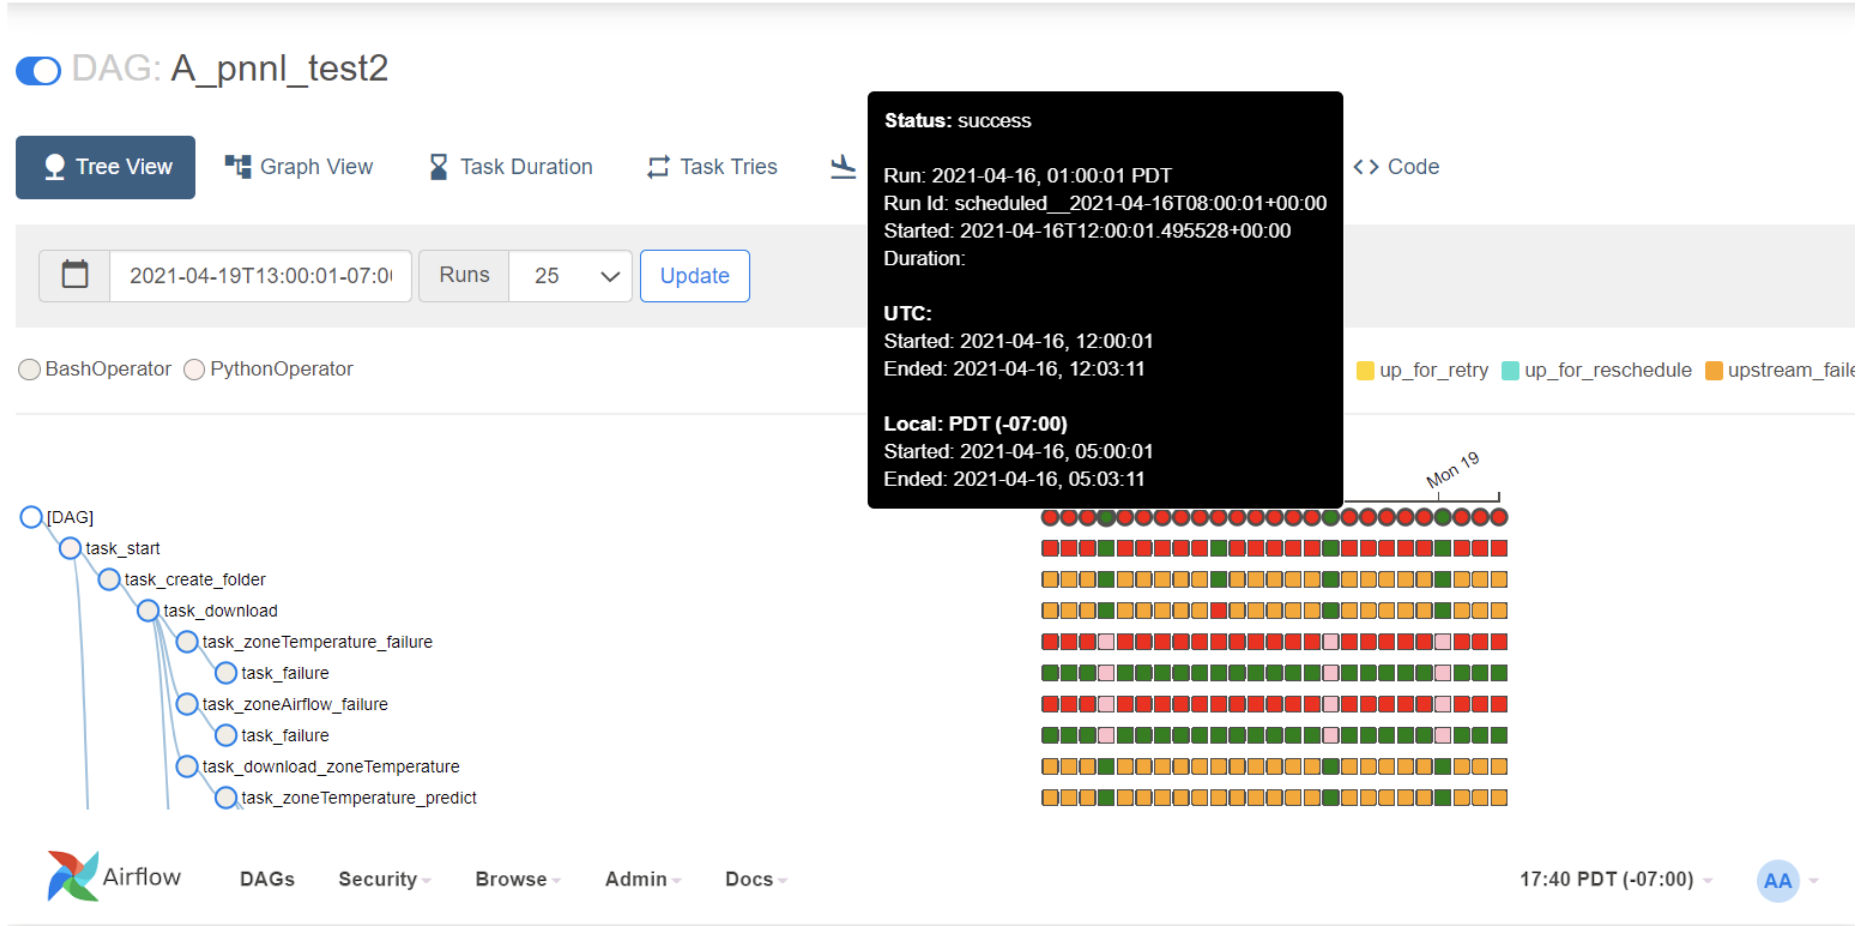 DAG: A_pnnl_test2
Tree View Graph View Task Duration Task Tries <> Code
Status: success
Run: 2021-04-16, 01:00:01 PDT
Run Id: scheduled__2021-04-16T08:00:01+00:00
Started: 2021-04-16T12:00:01.495528+00:00
Duration:
UTC:
Started: 2021-04-16, 12:00:01
Ended: 2021-04-16, 12:03:11
Local: PDT (-07:00)
Started: 2021-04-16, 05:00:01
Ended: 2021-04-16, 05:03:11
2021-04-19T13:00:01-07:0 Runs 25 Update
BashOperator PythonOperator up_for_retry up_for_reschedule upstream_faile
Mon 19
[DAG]
task_start
task_create_folder
task_download
task_zoneTemperature_failure
task_failure
task_zoneAirflow_failure
task_failure
task_download_zoneTemperature
task_zoneTemperature_predict
Airflow DAGs Security Browse Admin Docs 17:40 PDT (-07:00) AA